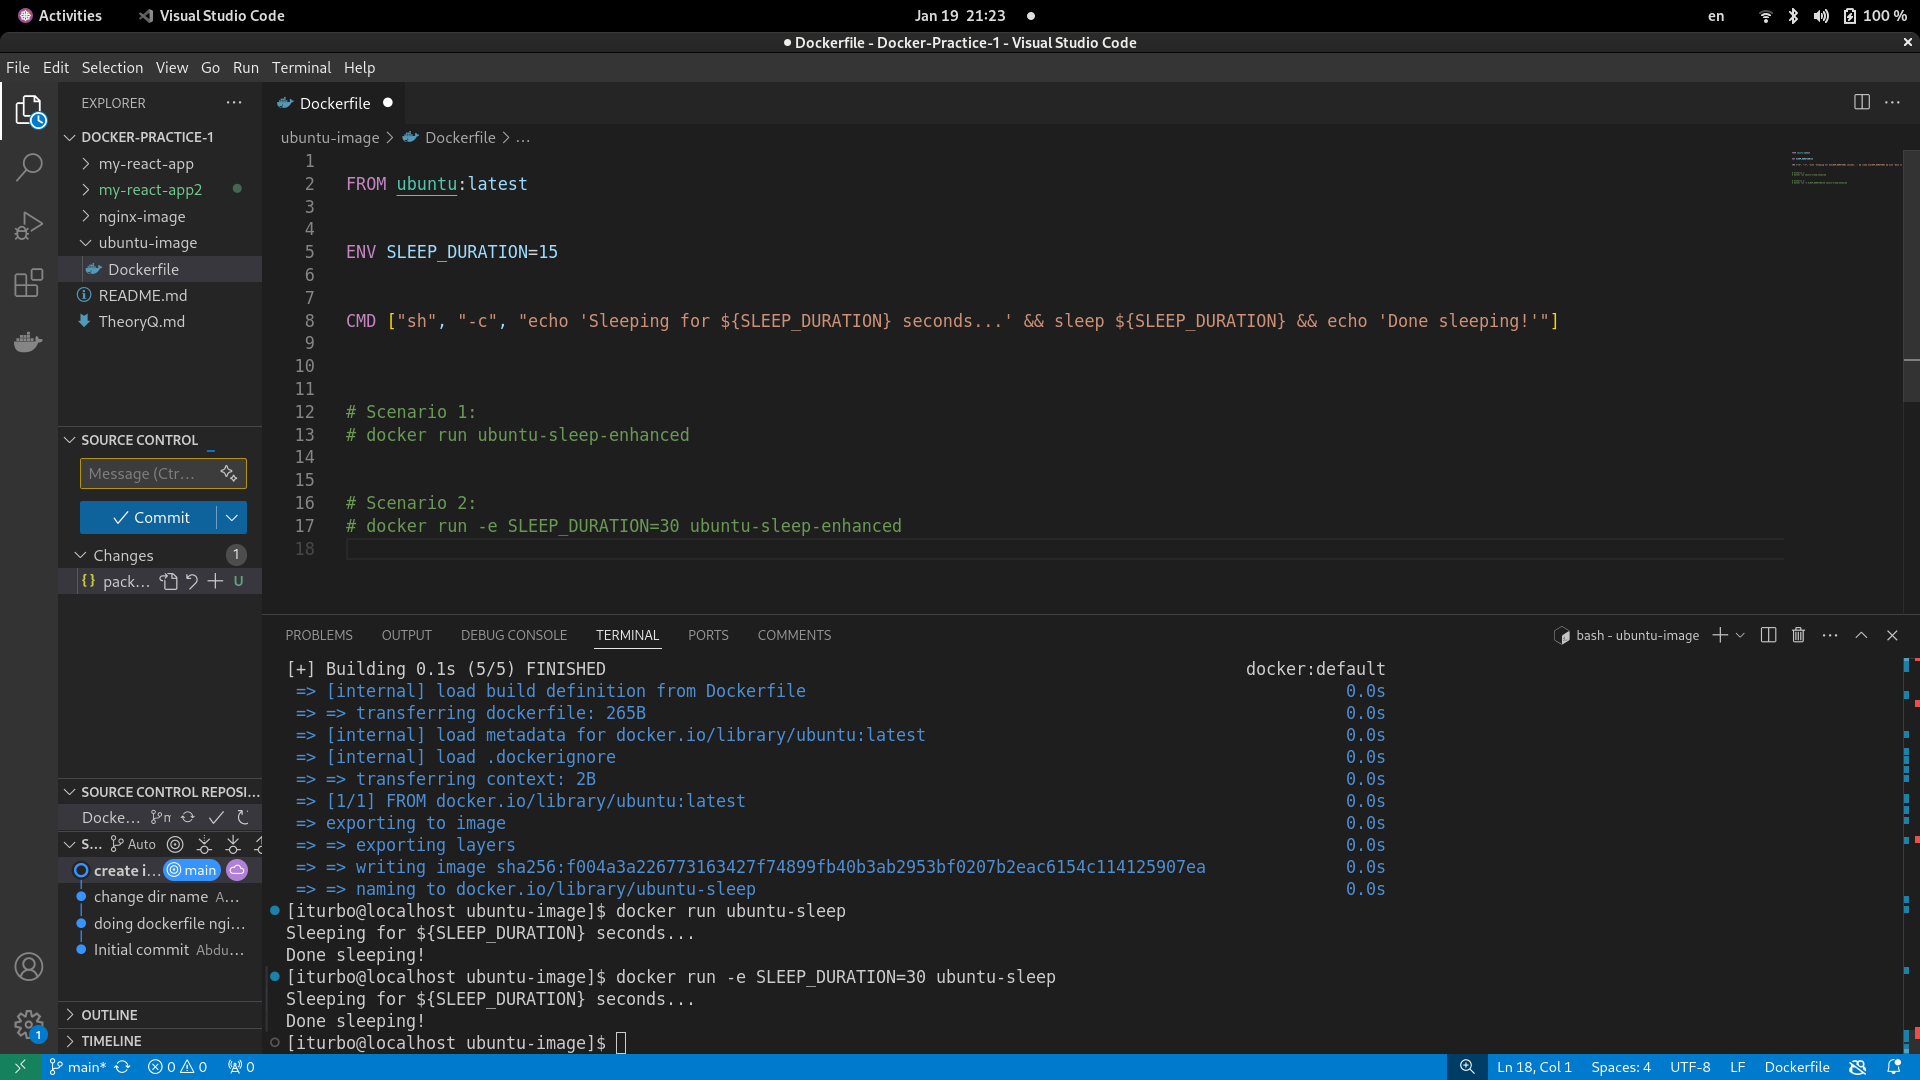 Activities
Visual Studio Code
Jan 19 21:23
en
100 %
Dockerfile - Docker-Practice-1 - Visual Studio Code
File Edit Selection View Go Run Terminal Help
EXPLORER
DOCKER-PRACTICE-1
my-react-app
my-react-app2
nginx-image
ubuntu-image
Dockerfile
README.md
TheoryQ.md
SOURCE CONTROL
Message (Ctr...
Commit
Changes 1
pack... U
SOURCE CONTROL REPOSI...
Docke...
S... Auto
create i... main
change dir name A...
doing dockerfile ngi...
Initial commit Abdu...
OUTLINE
TIMELINE
1
Dockerfile
ubuntu-image > Dockerfile > ...
1
2 FROM ubuntu:latest
3
4
5 ENV SLEEP_DURATION=15
6
7
8 CMD ["sh", "-c", "echo 'Sleeping for ${SLEEP_DURATION} seconds...' && sleep ${SLEEP_DURATION} && echo 'Done sleeping!'"]
9
10
11
12 # Scenario 1:
13 # docker run ubuntu-sleep-enhanced
14
15
16 # Scenario 2:
17 # docker run -e SLEEP_DURATION=30 ubuntu-sleep-enhanced
18
PROBLEMS OUTPUT DEBUG CONSOLE TERMINAL PORTS COMMENTS
bash - ubuntu-image
[+] Building 0.1s (5/5) FINISHED docker:default
=> [internal] load build definition from Dockerfile 0.0s
=> => transferring dockerfile: 265B 0.0s
=> [internal] load metadata for docker.io/library/ubuntu:latest 0.0s
=> [internal] load .dockerignore 0.0s
=> => transferring context: 2B 0.0s
=> [1/1] FROM docker.io/library/ubuntu:latest 0.0s
=> exporting to image 0.0s
=> => exporting layers 0.0s
=> => writing image sha256:f004a3a226773163427f74899fb40b3ab2953bf0207b2eac6154c114125907ea 0.0s
=> => naming to docker.io/library/ubuntu-sleep 0.0s
[iturbo@localhost ubuntu-image]$ docker run ubuntu-sleep
Sleeping for ${SLEEP_DURATION} seconds...
Done sleeping!
[iturbo@localhost ubuntu-image]$ docker run -e SLEEP_DURATION=30 ubuntu-sleep
Sleeping for ${SLEEP_DURATION} seconds...
Done sleeping!
[iturbo@localhost ubuntu-image]$
main* 0 0 0
Ln 18, Col 1 Spaces: 4 UTF-8 LF Dockerfile